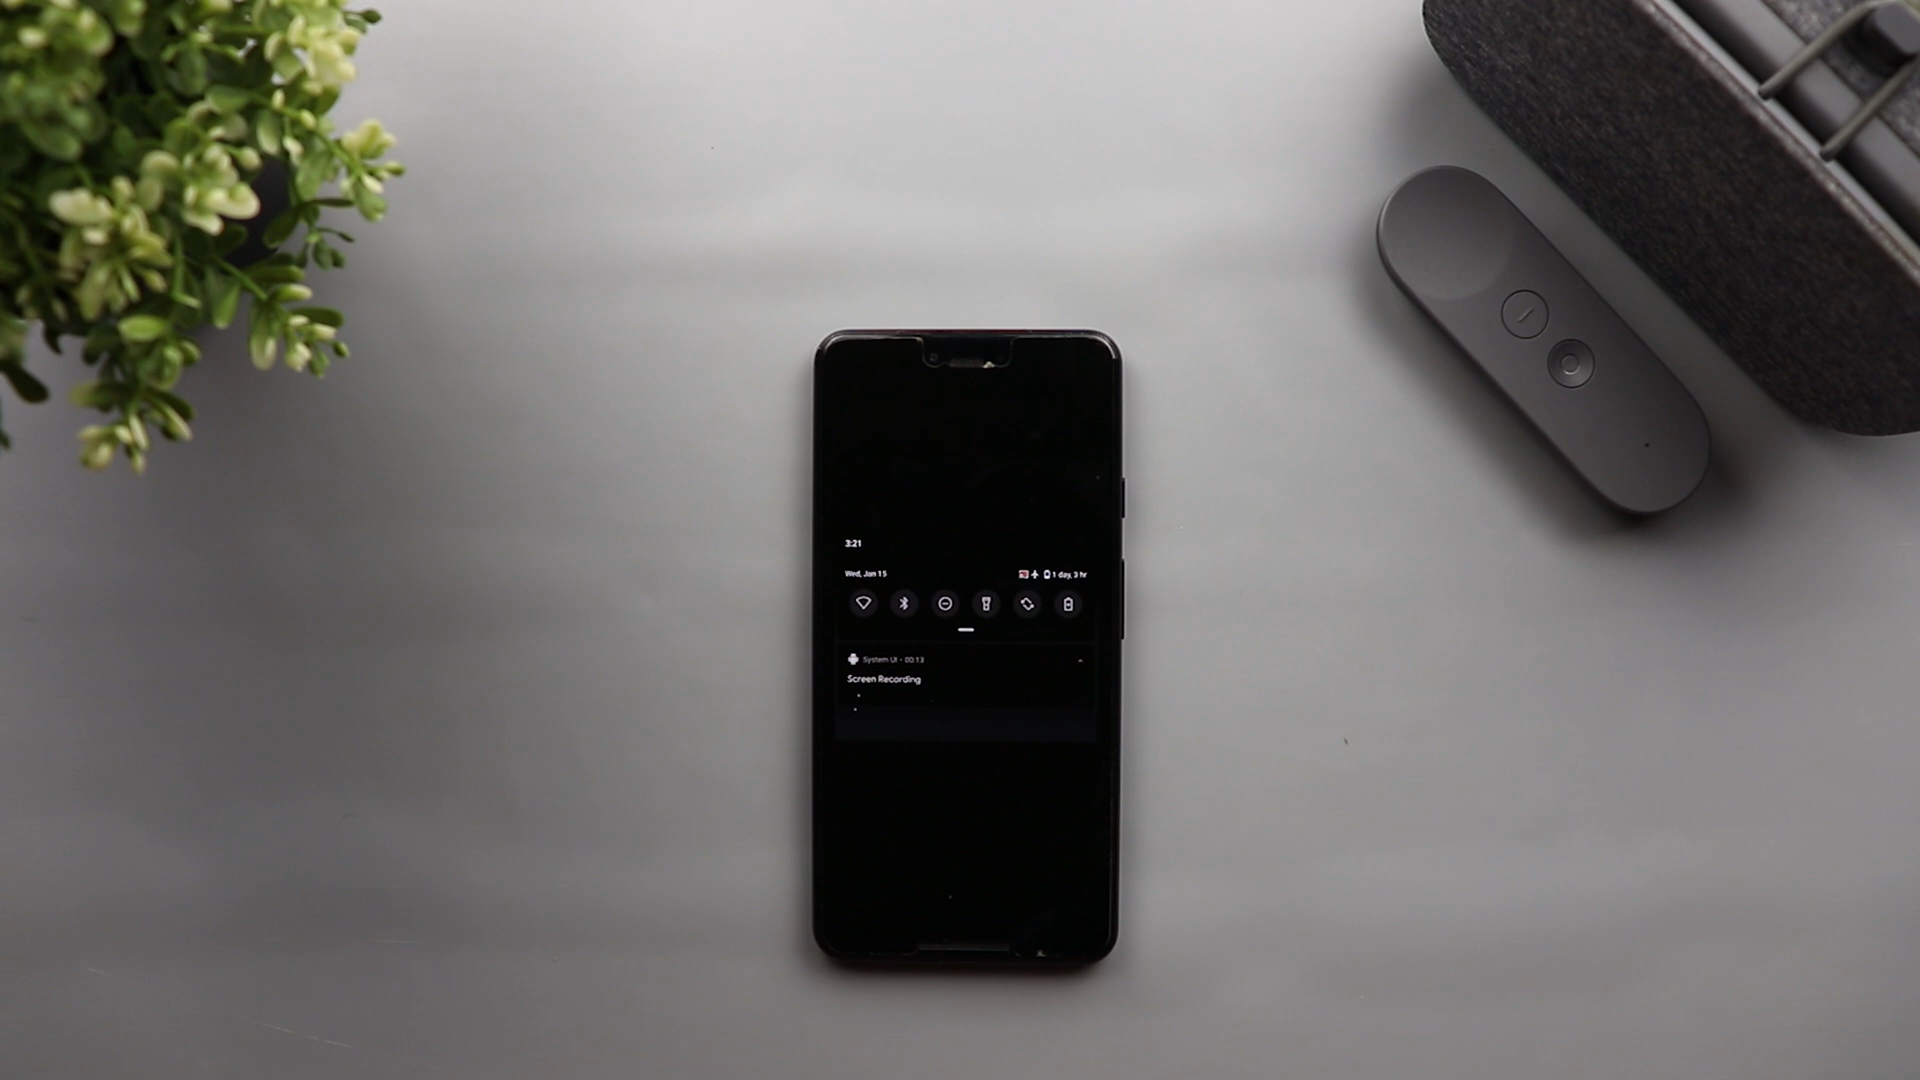 3:21
Wed, Jan 15
1 day, 3 hr
System UI • 00:13
Screen Recording